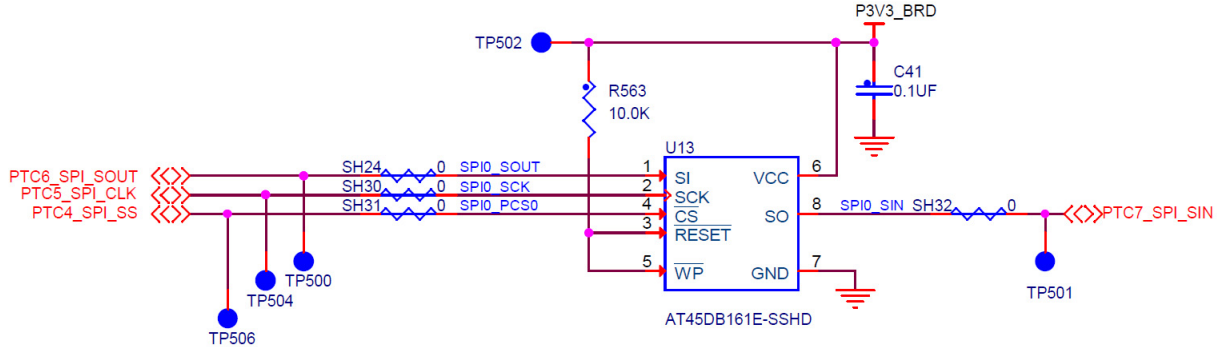 P3V3_BRD
TP502
C41
0.1UF
R563
10.0K
U13
PTC6_SPI_SOUT SH24 0 SPI0_SOUT 1 SI VCC 6
PTC5_SPI_CLK SH30 0 SPI0_SCK 2 SCK
PTC4_SPI_SS SH31 0 SPI0_PCS0 4 CS SO 8 SPI0_SIN SH32 0 PTC7_SPI_SIN
3 RESET
5 WP GND 7
TP500
TP504
TP506
TP501
AT45DB161E-SSHD